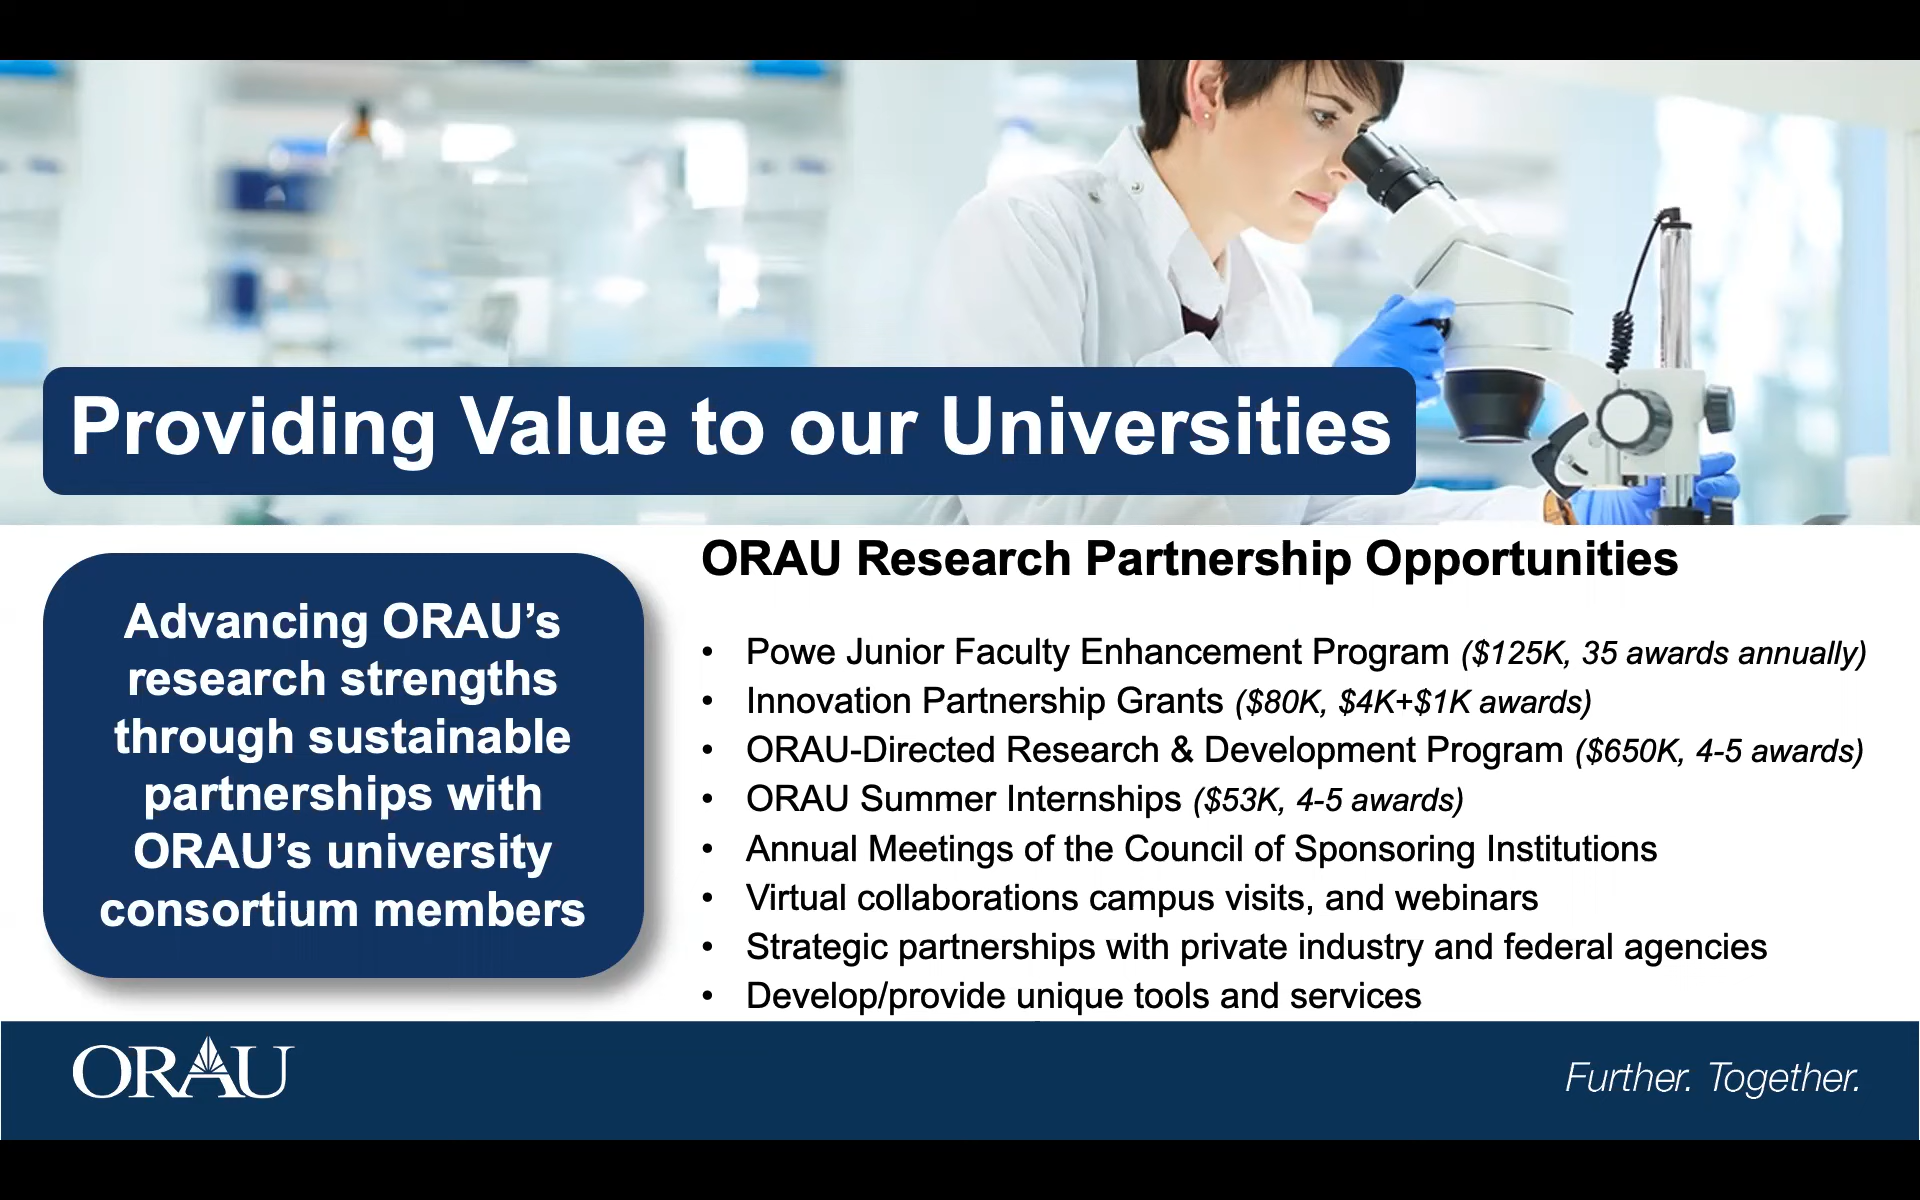 Providing Value to our Universities
Advancing ORAU’s
research strengths
through sustainable
partnerships with
ORAU’s university
consortium members
ORAU Research Partnership Opportunities
• Powe Junior Faculty Enhancement Program ($125K, 35 awards annually)
• Innovation Partnership Grants ($80K, $4K+$1K awards)
• ORAU-Directed Research & Development Program ($650K, 4-5 awards)
• ORAU Summer Internships ($53K, 4-5 awards)
• Annual Meetings of the Council of Sponsoring Institutions
• Virtual collaborations campus visits, and webinars
• Strategic partnerships with private industry and federal agencies
• Develop/provide unique tools and services
ORAU
Further. Together.